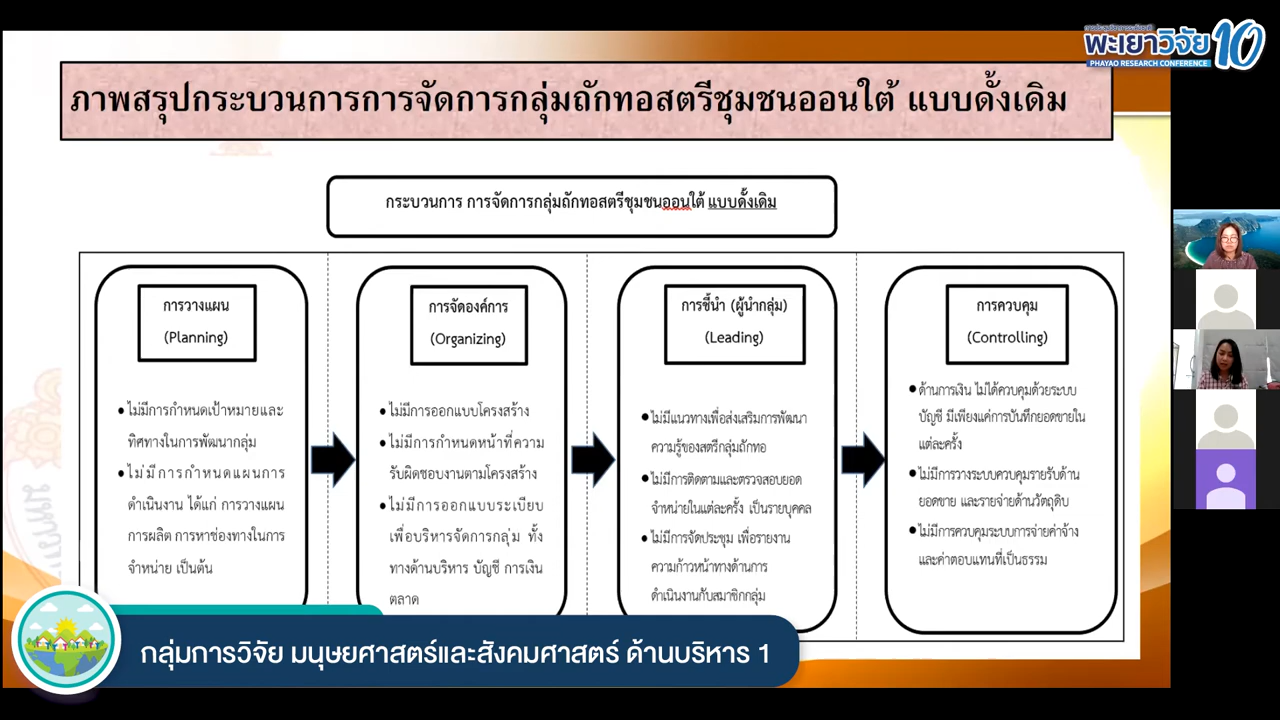 การประชุมวิชาการระดับชาติ
พะเยาวิจัย 10
PHAYAO RESEARCH CONFERENCE
ภาพสรุปกระบวนการการจัดการกลุ่มถักทอสตรีชุมชนออนใต้ แบบดั้งเดิม
กระบวนการ การจัดการกลุ่มถักทอสตรีชุมชนออนใต้ แบบดั้งเดิม
การวางแผน
(Planning)
●ไม่มีการกำหนดเป้าหมายและ
ทิศทางในการพัฒนากลุ่ม
●ไม่มีการกำหนดแผนการ
ดำเนินงาน ได้แก่ การวางแผน
การผลิต การหาช่องทางในการ
จำหน่าย เป็นต้น
การจัดองค์การ
(Organizing)
● ไม่มีการออกแบบโครงสร้าง
● ไม่มีการกำหนดหน้าที่ความ
รับผิดชอบงานตามโครงสร้าง
● ไม่มีการออกแบบระเบียบ
เพื่อบริหารจัดการกลุ่ม ทั้ง
ทางด้านบริหาร บัญชี การเงิน
ตลาด
การชี้นำ (ผู้นำกลุ่ม)
(Leading)
● ไม่มีแนวทางเพื่อส่งเสริมการพัฒนา
ความรู้ของสตรีกลุ่มถักทอ
● ไม่มีการติดตามและตรวจสอบยอด
จำหน่ายในแต่ละครั้ง เป็นรายบุคคล
● ไม่มีการจัดประชุม เพื่อรายงาน
ความก้าวหน้าทางด้านการ
ดำเนินงานกับสมาชิกกลุ่ม
การควบคุม
(Controlling)
● ด้านการเงิน ไม่ได้ควบคุมด้วยระบบ
บัญชี มีเพียงแค่การบันทึกยอดขายใน
แต่ละครั้ง
● ไม่มีการวางระบบควบคุมรายรับด้าน
ยอดขาย และรายจ่ายด้านวัตถุดิบ
● ไม่มีการควบคุมระบบการจ่ายค่าจ้าง
และค่าตอบแทนที่เป็นธรรม
กลุ่มการวิจัย มนุษยศาสตร์และสังคมศาสตร์ ด้านบริหาร 1